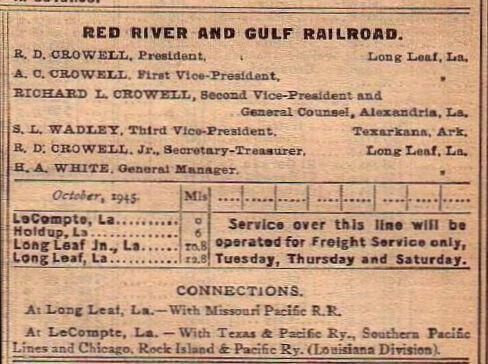 RED RIVER AND GULF RAILROAD.
R. D. CROWELL, President, Long Leaf, La.
A. C. CROWELL, First Vice-President, "
RICHARD L. CROWELL, Second Vice-President and
General Counsel, Alexandria, La.
S. L. WADLEY, Third Vice-President, Texarkana, Ark.
R. D. CROWELL, Jr., Secretary-Treasurer, Long Leaf, La.
H. A. WHITE, General Manager. "
October, 1945. Mls
LeCompte, La.......... 0
Holdup, La............ 6
Long Leaf Jn., La..... 10.8
Long Leaf, La......... 12.8
Service over this line will be
operated for Freight Service only,
Tuesday, Thursday and Saturday.
CONNECTIONS.
At Long Leaf, La.—With Missouri Pacific R.R.
At LeCompte, La.—With Texas & Pacific Ry., Southern Pacific
Lines and Chicago, Rock Island & Pacific Ry. (Louisiana Division).